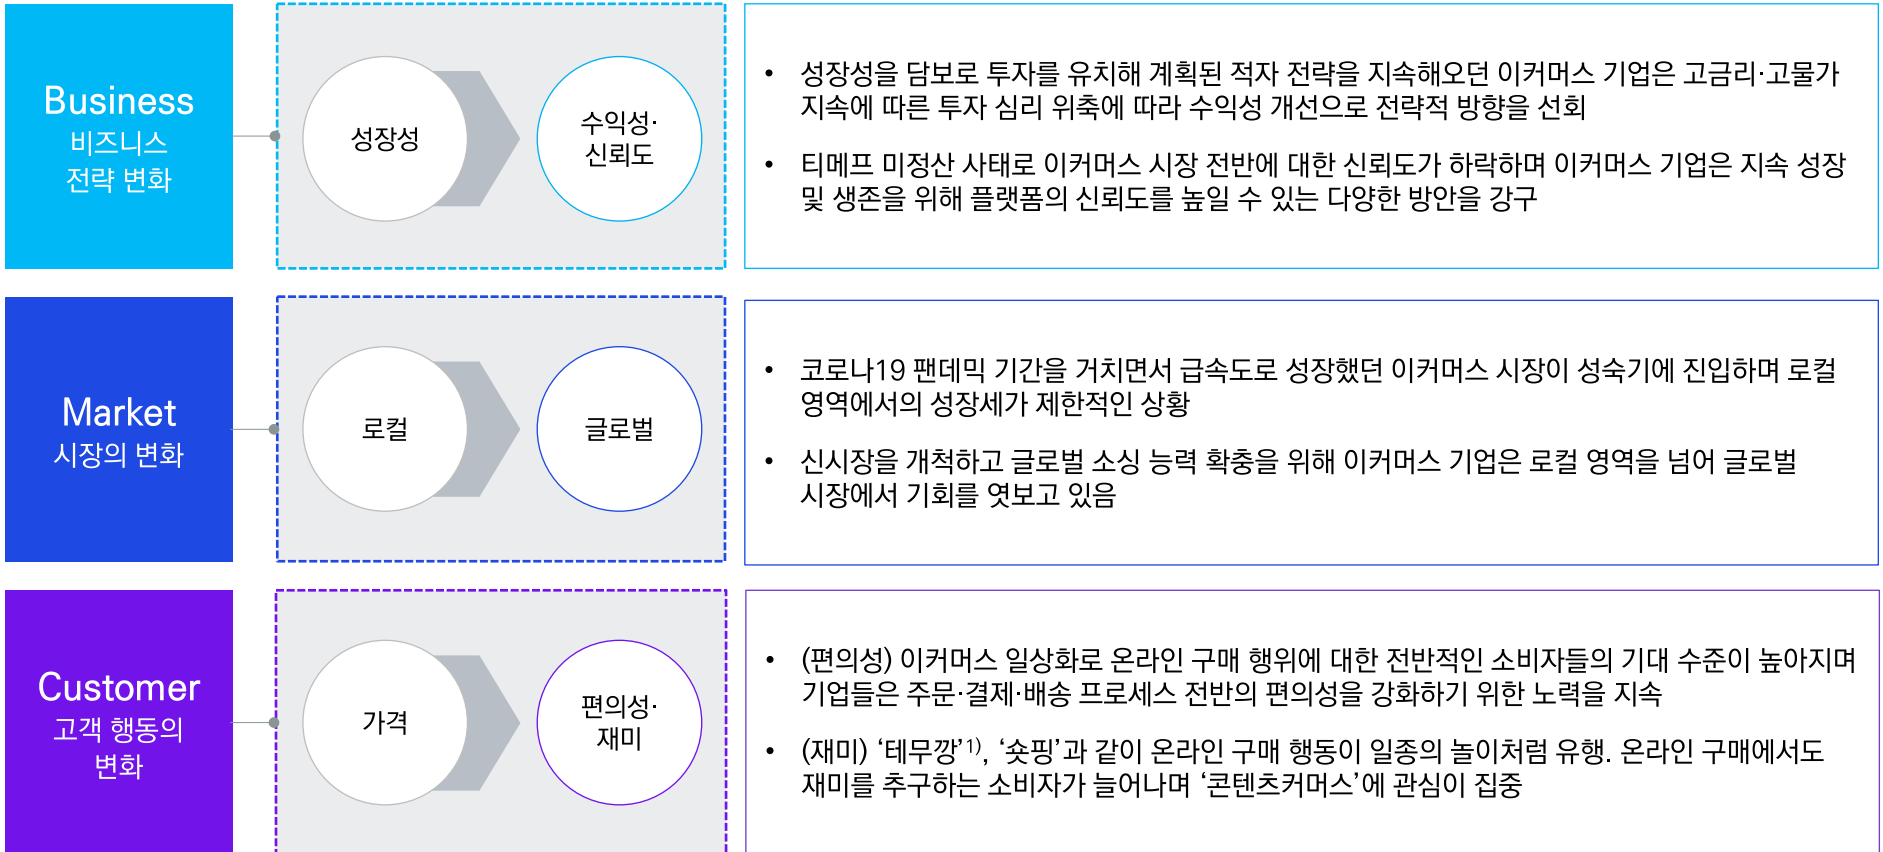 Business
비즈니스
전략 변화
성장성
수익성·
신뢰도
• 성장성을 담보로 투자를 유치해 계획된 적자 전략을 지속해오던 이커머스 기업은 고금리·고물가
지속에 따른 투자 심리 위축에 따라 수익성 개선으로 전략적 방향을 선회
• 티메프 미정산 사태로 이커머스 시장 전반에 대한 신뢰도가 하락하며 이커머스 기업은 지속 성장
및 생존을 위해 플랫폼의 신뢰도를 높일 수 있는 다양한 방안을 강구
Market
시장의 변화
로컬
글로벌
• 코로나19 팬데믹 기간을 거치면서 급속도로 성장했던 이커머스 시장이 성숙기에 진입하며 로컬
영역에서의 성장세가 제한적인 상황
• 신시장을 개척하고 글로벌 소싱 능력 확충을 위해 이커머스 기업은 로컬 영역을 넘어 글로벌
시장에서 기회를 엿보고 있음
Customer
고객 행동의
변화
가격
편의성·
재미
• (편의성) 이커머스 일상화로 온라인 구매 행위에 대한 전반적인 소비자들의 기대 수준이 높아지며
기업들은 주문·결제·배송 프로세스 전반의 편의성을 강화하기 위한 노력을 지속
• (재미) ‘테무깡’1), ‘숏핑’과 같이 온라인 구매 행동이 일종의 놀이처럼 유행. 온라인 구매에서도
재미를 추구하는 소비자가 늘어나며 ‘콘텐츠커머스’에 관심이 집중